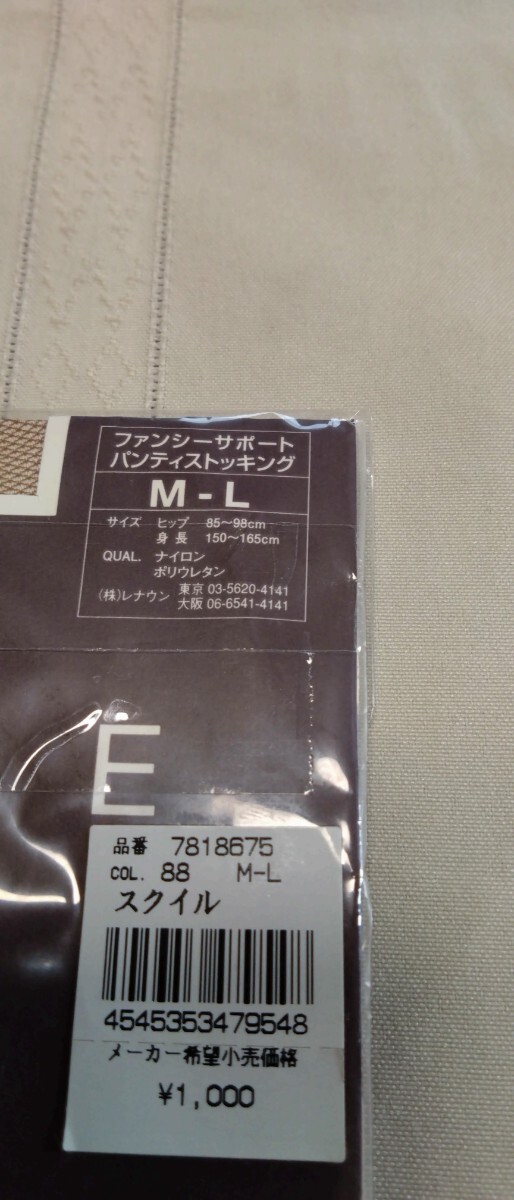 ファンシーサポート
パンティストッキング
M-L
サイズ ヒップ 85～98cm
身長 150～165cm
QUAL. ナイロン
ポリウレタン
(株)レナウン 東京 03-5620-4141
大阪 06-6541-4141
E
品番 7818675
COL. 88 M-L
スクイル
4545353479548
メーカー希望小売価格
¥1,000